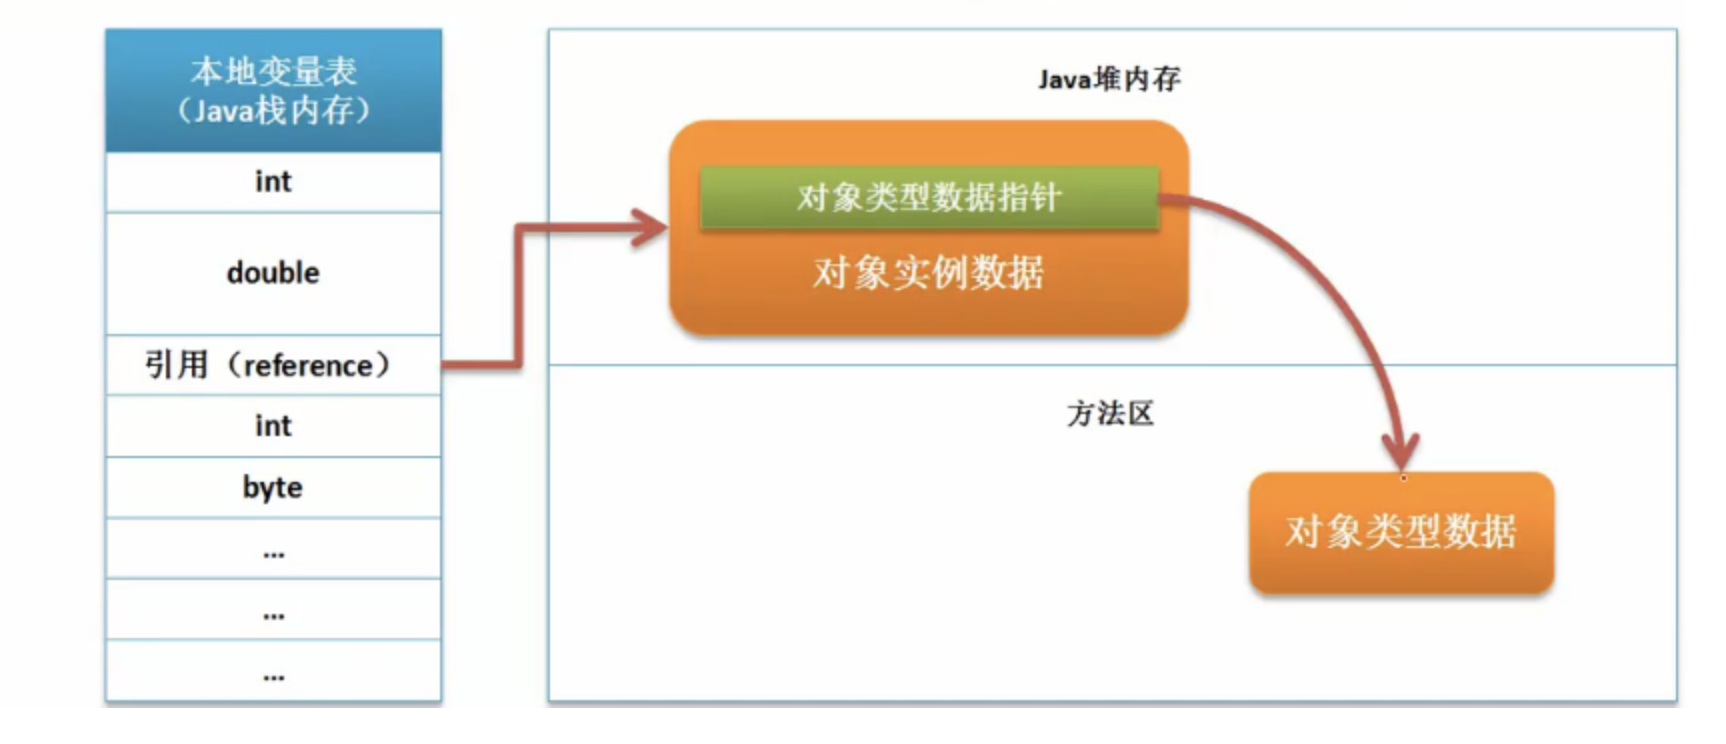 本地变量表
（Java栈内存）
int
double
引用（reference）
int
byte
...
...
...
Java堆内存
对象类型数据指针
对象实例数据
方法区
对象类型数据